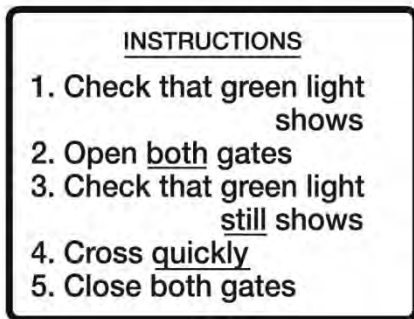 INSTRUCTIONS
1. Check that green light
shows
2. Open both gates
3. Check that green light
still shows
4. Cross quickly
5. Close both gates